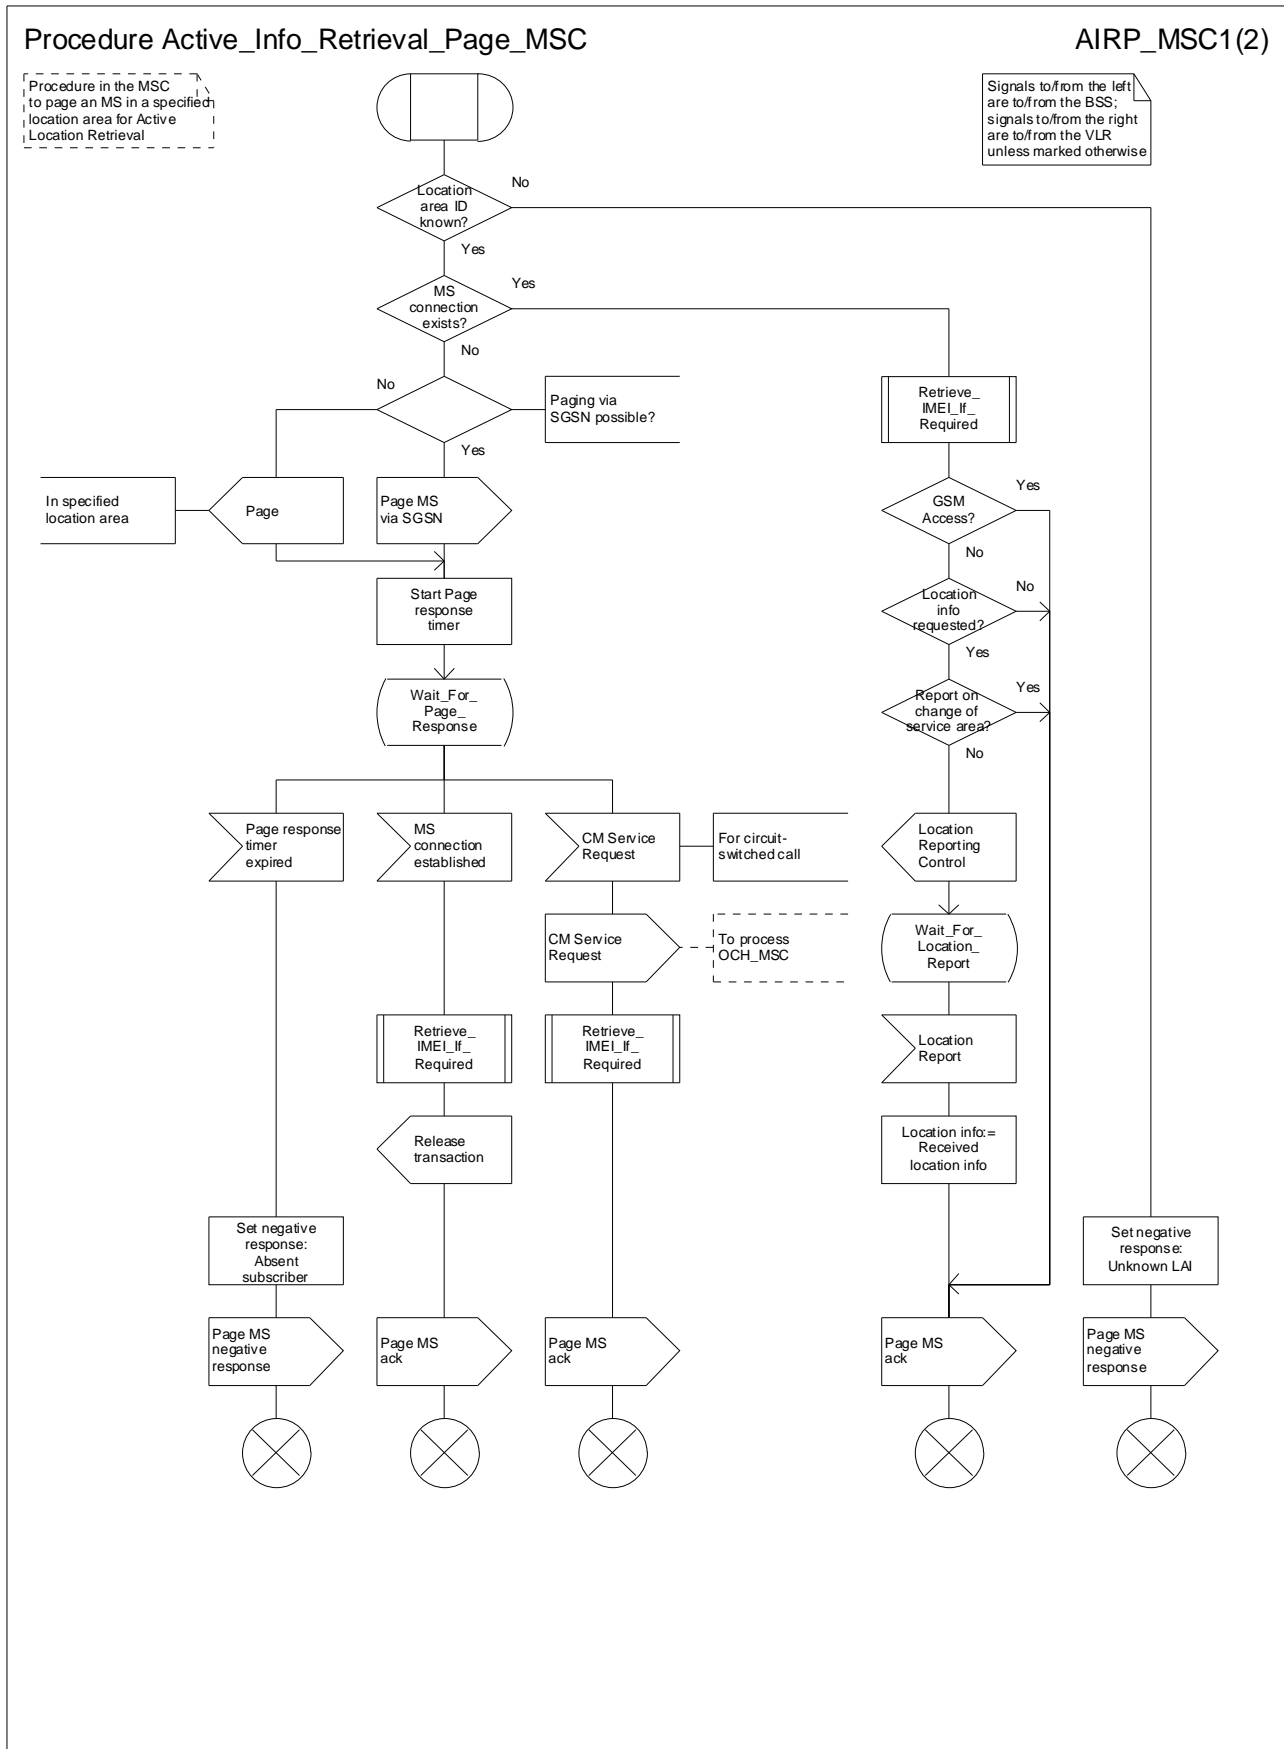 Procedure Active_Info_Retrieval_Page_MSC
AIRP_MSC1(2)
Procedure in the MSC
to page an MS in a specified
location area for Active
Location Retrieval
Signals to/from the left
are to/from the BSS;
signals to/from the right
are to/from the VLR
unless marked otherwise
Location
area ID
known?
No
Yes
MS
connection
exists?
Yes
No
No
Paging via
SGSN possible?
Yes
Retrieve_
IMEI_If_
Required
In specified
location area
Page
Page MS
via SGSN
GSM
Access?
Yes
No
Start Page
response
timer
Location
info
requested?
No
Yes
Wait_For_
Page_
Response
Report on
change of
service area?
Yes
No
Page response
timer
expired
MS
connection
established
CM Service
Request
For circuit-
switched call
Location
Reporting
Control
CM Service
Request
To process
OCH_MSC
Wait_For_
Location_
Report
Retrieve_
IMEI_If_
Required
Retrieve_
IMEI_If_
Required
Location
Report
Release
transaction
Location info:=
Received
location info
Set negative
response:
Absent
subscriber
Set negative
response:
Unknown LAI
Page MS
negative
response
Page MS
ack
Page MS
ack
Page MS
ack
Page MS
negative
response